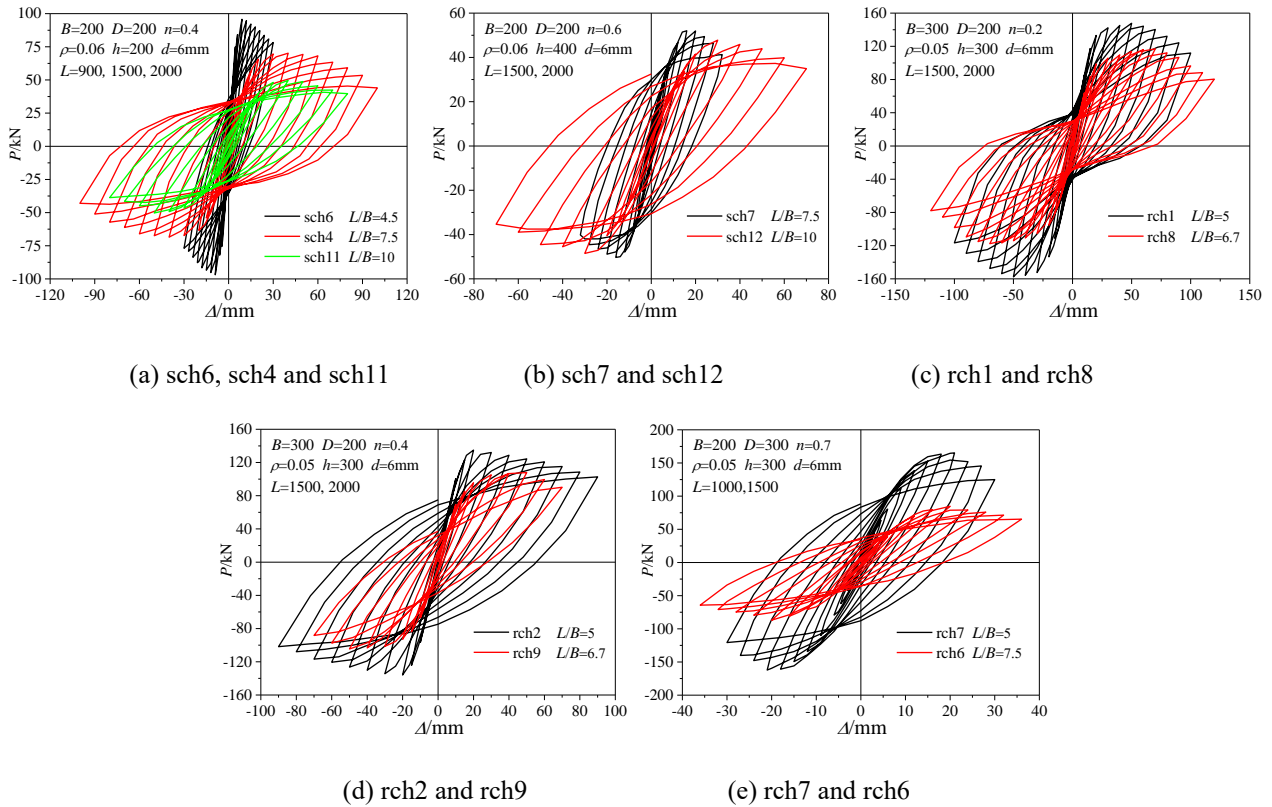 B=200 D=200 n=0.4
ρ=0.06 h=200 d=6mm
L=900, 1500, 2000
100
75
50
25
0
-25
-50
-75
-100
P/kN
sch6 L/B=4.5
sch4 L/B=7.5
sch11 L/B=10
-120 -90 -60 -30 0 30 60 90 120
Δ/mm
(a) sch6, sch4 and sch11
B=200 D=200 n=0.6
ρ=0.06 h=400 d=6mm
L=1500, 2000
60
40
20
0
-20
-40
-60
P/kN
sch7 L/B=7.5
sch12 L/B=10
-80 -60 -40 -20 0 20 40 60 80
Δ/mm
(b) sch7 and sch12
B=300 D=200 n=0.2
ρ=0.05 h=300 d=6mm
L=1500, 2000
160
120
80
40
0
-40
-80
-120
-160
P/kN
rch1 L/B=5
rch8 L/B=6.7
-150 -100 -50 0 50 100 150
Δ/mm
(c) rch1 and rch8
B=300 D=200 n=0.4
ρ=0.05 h=300 d=6mm
L=1500, 2000
160
120
80
40
0
-40
-80
-120
-160
P/kN
rch2 L/B=5
rch9 L/B=6.7
-100 -80 -60 -40 -20 0 20 40 60 80 100
Δ/mm
(d) rch2 and rch9
B=200 D=300 n=0.7
ρ=0.05 h=300 d=6mm
L=1000,1500
200
150
100
50
0
-50
-100
-150
-200
P/kN
rch7 L/B=5
rch6 L/B=7.5
-40 -30 -20 -10 0 10 20 30 40
Δ/mm
(e) rch7 and rch6